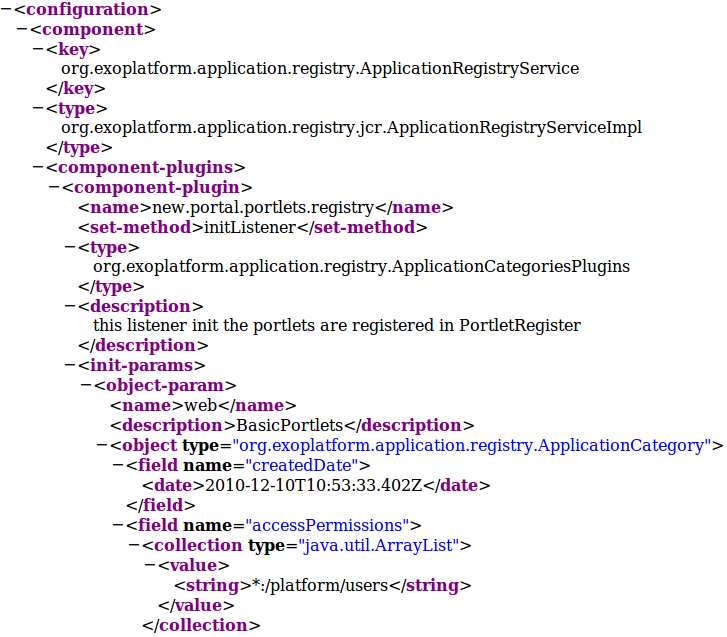 −<configuration>
−<component>
−<key>
org.exoplatform.application.registry.ApplicationRegistryService
</key>
−<type>
org.exoplatform.application.registry.jcr.ApplicationRegistryServiceImpl
</type>
−<component-plugins>
−<component-plugin>
<name>new.portal.portlets.registry</name>
<set-method>initListener</set-method>
−<type>
org.exoplatform.application.registry.ApplicationCategoriesPlugins
</type>
−<description>
this listener init the portlets are registered in PortletRegister
</description>
−<init-params>
−<object-param>
<name>web</name>
<description>BasicPortlets</description>
−<object type="org.exoplatform.application.registry.ApplicationCategory">
−<field name="createdDate">
<date>2010-12-10T10:53:33.402Z</date>
</field>
−<field name="accessPermissions">
−<collection type="java.util.ArrayList">
−<value>
<string>*:/platform/users</string>
</value>
</collection>